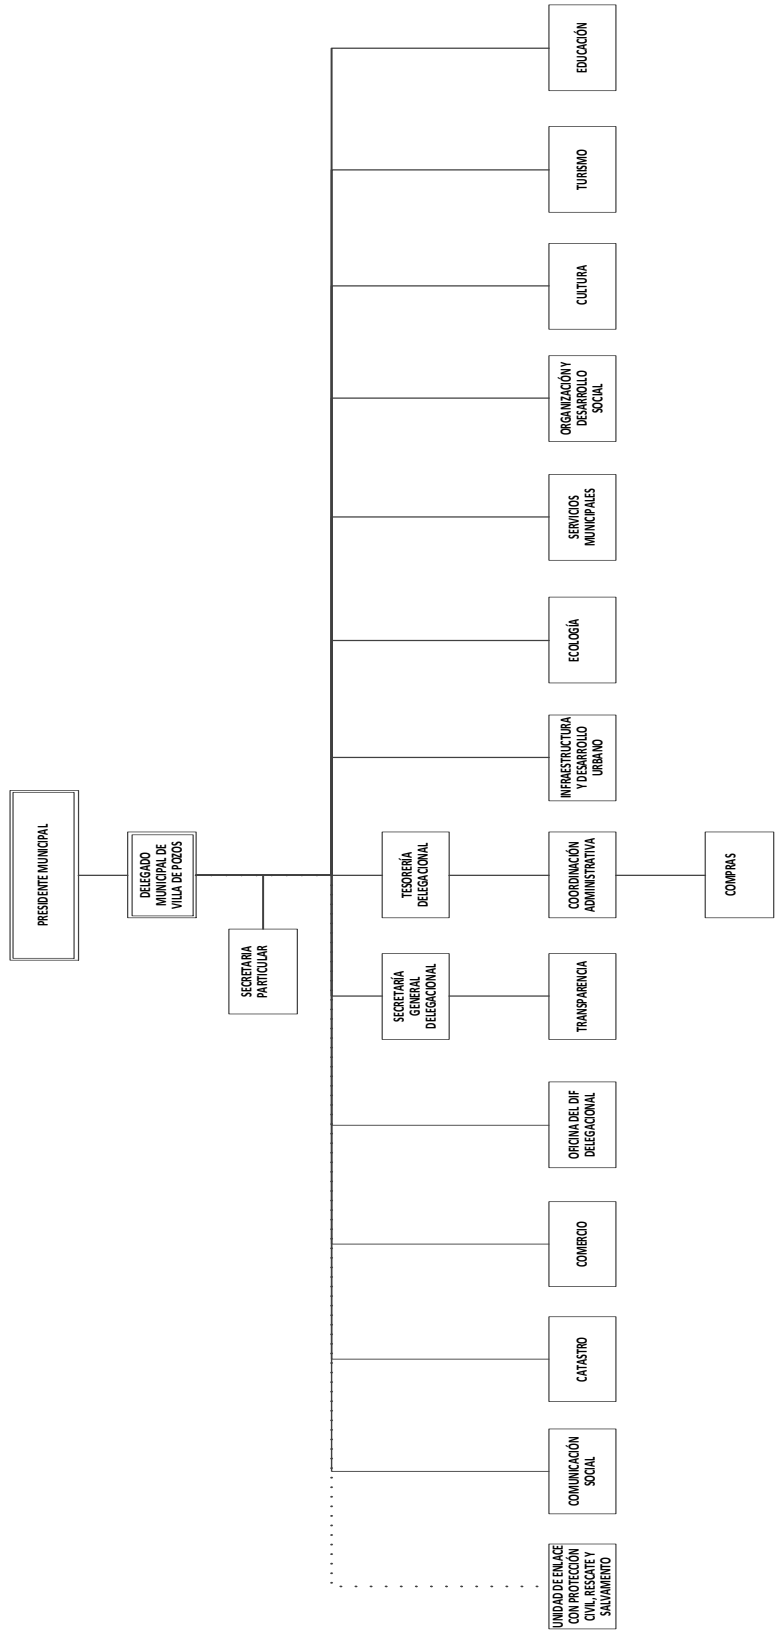 PRESIDENTE MUNICIPAL
DELEGADO
MUNICIPAL DE
VILLA DE POZOS
SECRETARIA
PARTICULAR
SECRETARÍA
GENERAL
DELEGACIONAL
TESORERÍA
DELEGACIONAL
UNIDAD DE ENLACE
CON PROTECCIÓN
CIVIL, RESCATE Y
SALVAMENTO
COMUNICACIÓN
SOCIAL
CATASTRO
COMERCIO
OFICINA DEL DIF
DELEGACIONAL
TRANSPARENCIA
COORDINACIÓN
ADMINISTRATIVA
INFRAESTRUCTURA
Y DESARROLLO
URBANO
ECOLOGÍA
SERVICIOS
MUNICIPALES
ORGANIZACIÓN Y
DESARROLLO
SOCIAL
CULTURA
TURISMO
EDUCACIÓN
COMPRAS